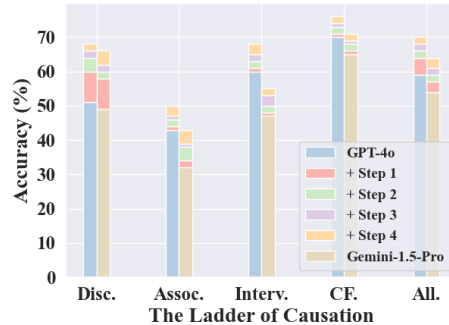 Accuracy (%)
70
60
50
40
30
20
10
0
GPT-4o
+ Step 1
+ Step 2
+ Step 3
+ Step 4
Gemini-1.5-Pro
Disc. Assoc. Interv. CF. All.
The Ladder of Causation